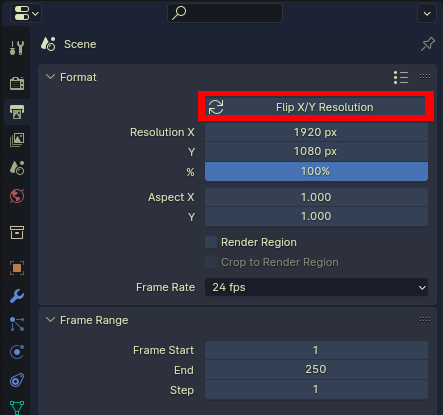 Scene
Format
Flip X/Y Resolution
Resolution X 1920 px
Y 1080 px
% 100%
Aspect X 1.000
Y 1.000
Render Region
Crop to Render Region
Frame Rate 24 fps
Frame Range
Frame Start 1
End 250
Step 1